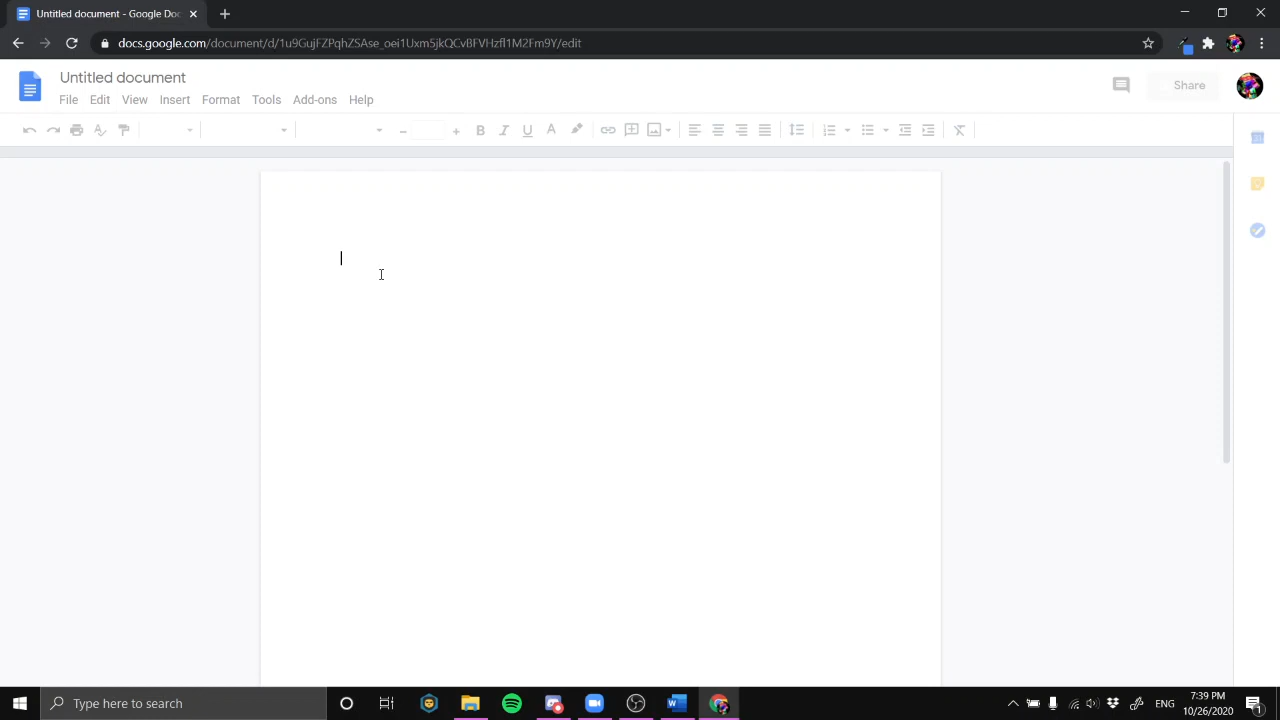 Untitled document - Google Doc
docs.google.com/document/d/1u9GujFZPqhZSAse_oei1Uxm5jkQCvBFVHzfl1M2Fm9Y/edit
Untitled document
File Edit View Insert Format Tools Add-ons Help
Share
Type here to search
ENG
7:39 PM
10/26/2020